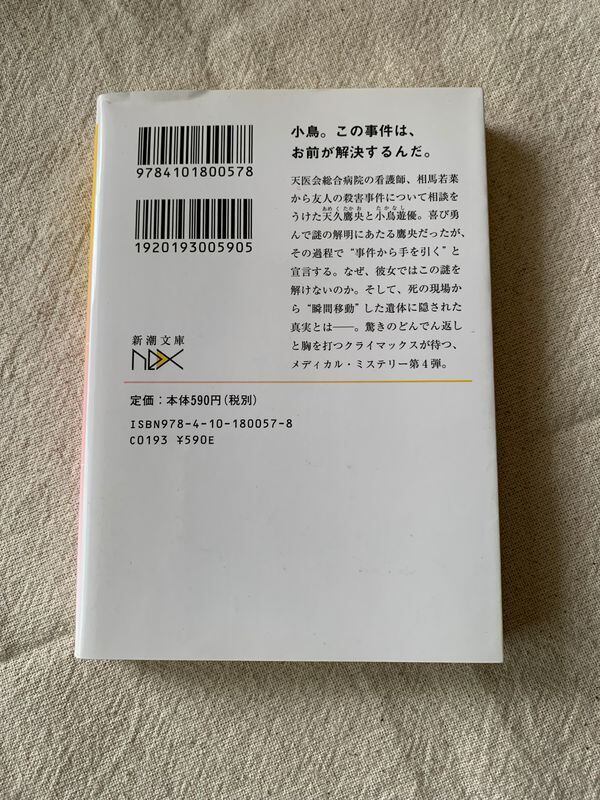 9784101800578
1920193005905
新潮文庫
nex
定価：本体590円（税別）
ISBN978-4-10-180057-8
C0193 ¥590E
小鳥。この事件は、
お前が解決するんだ。
天医会総合病院の看護師、相馬若菜
から友人の殺害事件について相談を
あめくたかお たかなし
うけた天久鷹央と小鳥遊優。喜び勇
んで謎の解明にあたる鷹央だったが、
その過程で“事件から手を引く”と
宣言する。なぜ、彼女ではこの謎を
解けないのか。そして、死の現場から
“瞬間移動”した遺体に隠された
真実とは――。驚きのどんでん返し
と胸を打つクライマックスが待つ、
メディカル・ミステリー第4弾。